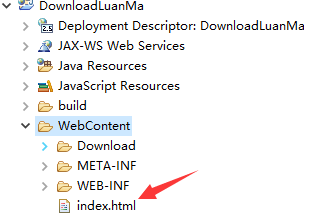 DownloadLuanMa
Deployment Descriptor: DownloadLuanMa
JAX-WS Web Services
Java Resources
JavaScript Resources
build
WebContent
Download
META-INF
WEB-INF
index.html